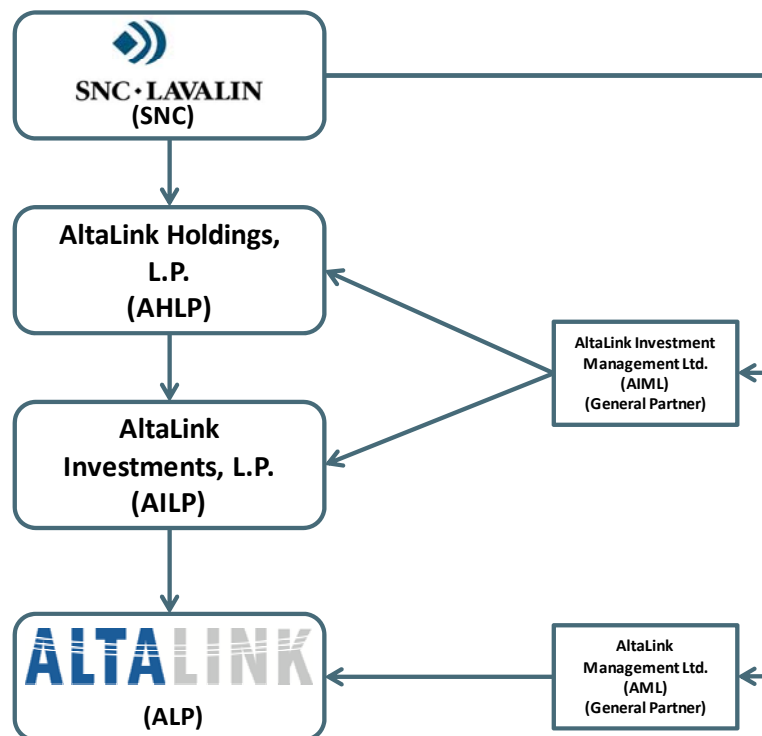 SNC·LAVALIN
(SNC)
AltaLink Holdings,
L.P.
(AHLP)
AltaLink Investment
Management Ltd.
(AIML)
(General Partner)
AltaLink
Investments, L.P.
(AILP)
ALTALINK
(ALP)
AltaLink
Management Ltd.
(AML)
(General Partner)